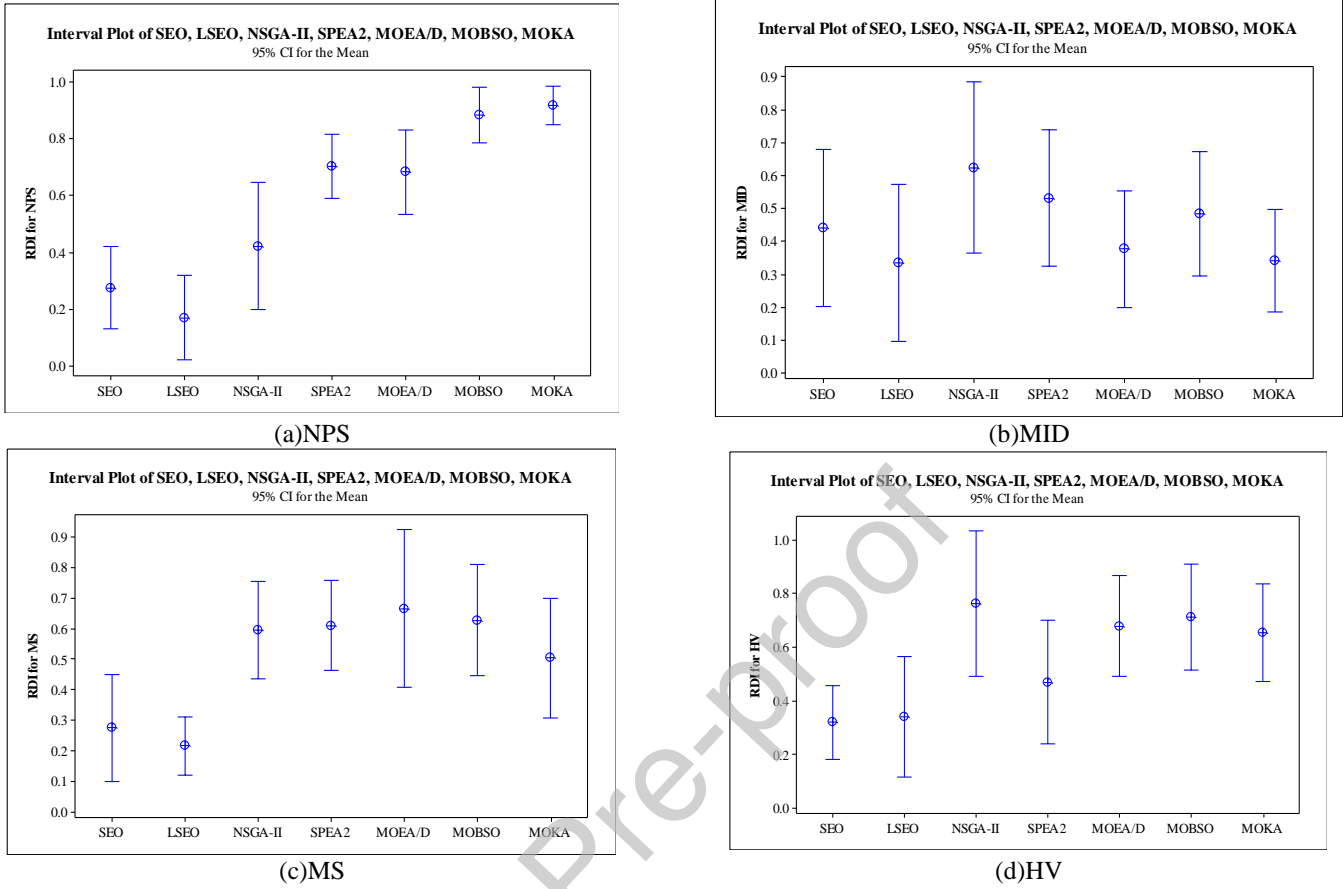 Interval Plot of SEO, LSEO, NSGA-II, SPEA2, MOEA/D, MOBSO, MOKA
95% CI for the Mean
1.0
0.8
0.6
0.4
0.2
0.0
RDI for NPS
SEO LSEO NSGA-II SPEA2 MOEA/D MOBSO MOKA
(a)NPS
Interval Plot of SEO, LSEO, NSGA-II, SPEA2, MOEA/D, MOBSO, MOKA
95% CI for the Mean
0.9
0.8
0.7
0.6
0.5
0.4
0.3
0.2
0.1
0.0
RDI for MID
SEO LSEO NSGA-II SPEA2 MOEA/D MOBSO MOKA
(b)MID
Interval Plot of SEO, LSEO, NSGA-II, SPEA2, MOEA/D, MOBSO, MOKA
95% CI for the Mean
0.9
0.8
0.7
0.6
0.5
0.4
0.3
0.2
0.1
0.0
RDI for MS
SEO LSEO NSGA-II SPEA2 MOEA/D MOBSO MOKA
(c)MS
Interval Plot of SEO, LSEO, NSGA-II, SPEA2, MOEA/D, MOBSO, MOKA
95% CI for the Mean
1.0
0.8
0.6
0.4
0.2
0.0
RDI for HV
SEO LSEO NSGA-II SPEA2 MOEA/D MOBSO MOKA
(d)HV
Pre-proof